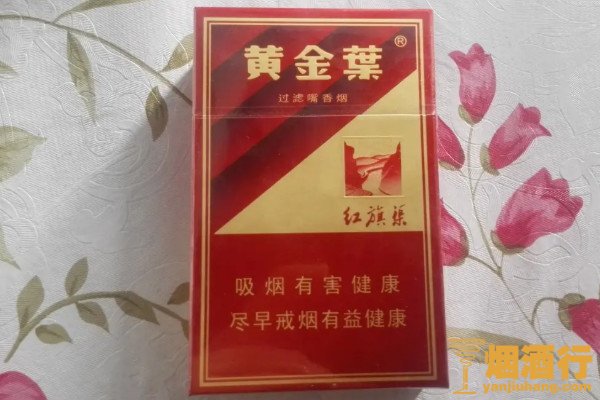 黄金葉®
过滤嘴香烟
红旗渠
吸烟有害健康
尽早戒烟有益健康
烟酒行
yanjiuhang.com